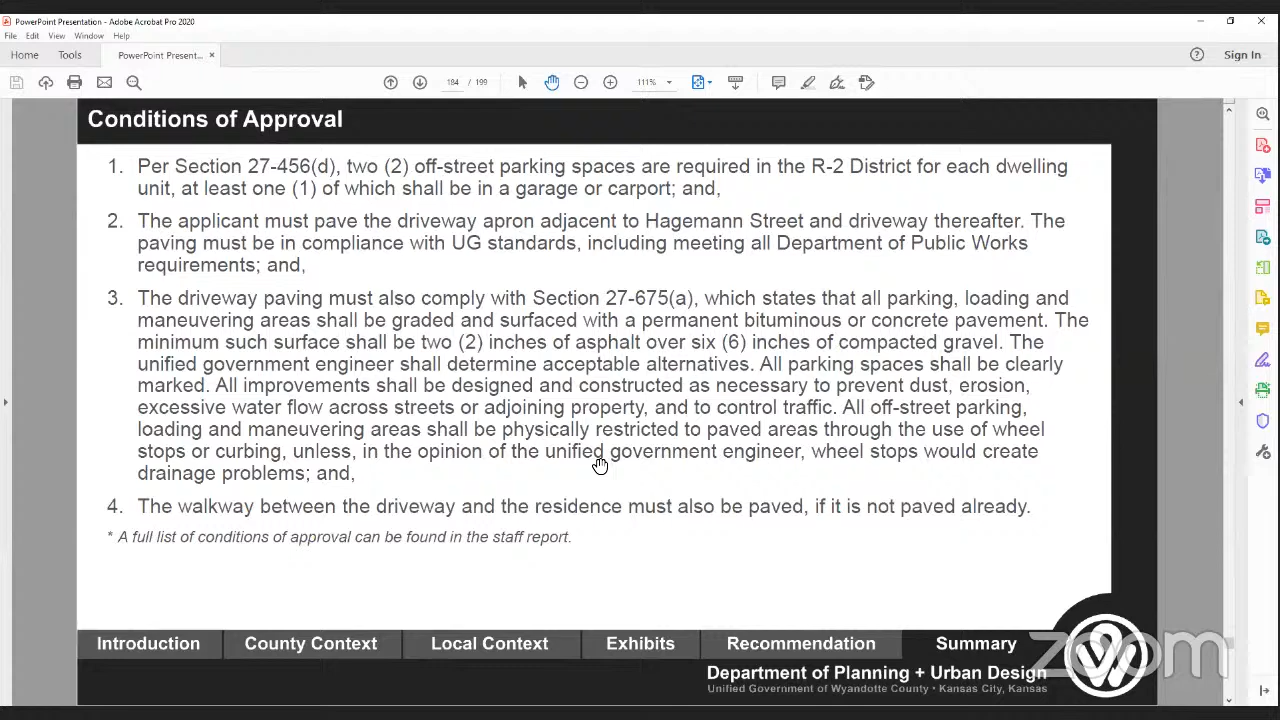 PowerPoint Presentation - Adobe Acrobat Pro 2020
File Edit View Window Help
Home Tools PowerPoint Present... × Sign In
184 / 199 111%
Conditions of Approval
1. Per Section 27-456(d), two (2) off-street parking spaces are required in the R-2 District for each dwelling
unit, at least one (1) of which shall be in a garage or carport; and,
2. The applicant must pave the driveway apron adjacent to Hagemann Street and driveway thereafter. The
paving must be in compliance with UG standards, including meeting all Department of Public Works
requirements; and,
3. The driveway paving must also comply with Section 27-675(a), which states that all parking, loading and
maneuvering areas shall be graded and surfaced with a permanent bituminous or concrete pavement. The
minimum such surface shall be two (2) inches of asphalt over six (6) inches of compacted gravel. The
unified government engineer shall determine acceptable alternatives. All parking spaces shall be clearly
marked. All improvements shall be designed and constructed as necessary to prevent dust, erosion,
excessive water flow across streets or adjoining property, and to control traffic. All off-street parking,
loading and maneuvering areas shall be physically restricted to paved areas through the use of wheel
stops or curbing, unless, in the opinion of the unified government engineer, wheel stops would create
drainage problems; and,
4. The walkway between the driveway and the residence must also be paved, if it is not paved already.
* A full list of conditions of approval can be found in the staff report.
Introduction County Context Local Context Exhibits Recommendation Summary
zoom
Department of Planning + Urban Design
Unified Government of Wyandotte County • Kansas City, Kansas